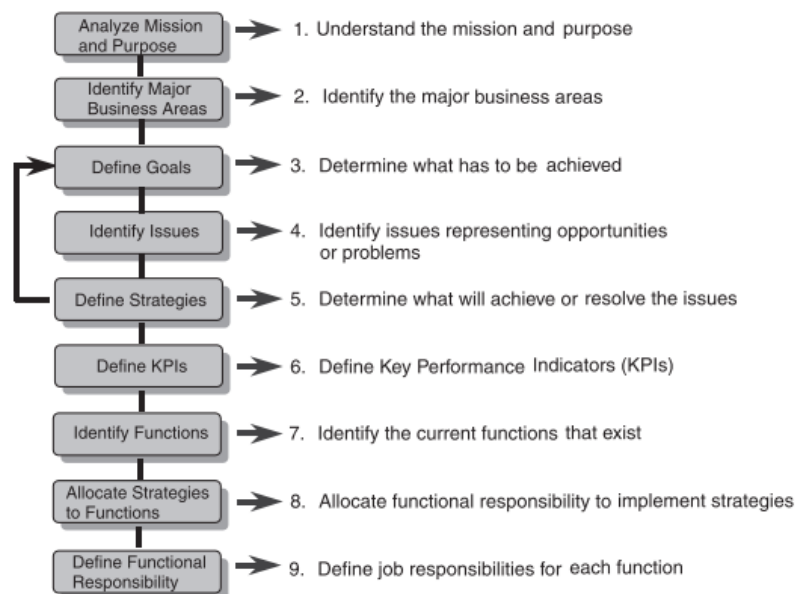 Analyze Mission
and Purpose
1. Understand the mission and purpose
Identify Major
Business Areas
2. Identify the major business areas
Define Goals
3. Determine what has to be achieved
Identify Issues
4. Identify issues representing opportunities
or problems
Define Strategies
5. Determine what will achieve or resolve the issues
Define KPIs
6. Define Key Performance Indicators (KPIs)
Identify Functions
7. Identify the current functions that exist
Allocate Strategies
to Functions
8. Allocate functional responsibility to implement strategies
Define Functional
Responsibility
9. Define job responsibilities for each function